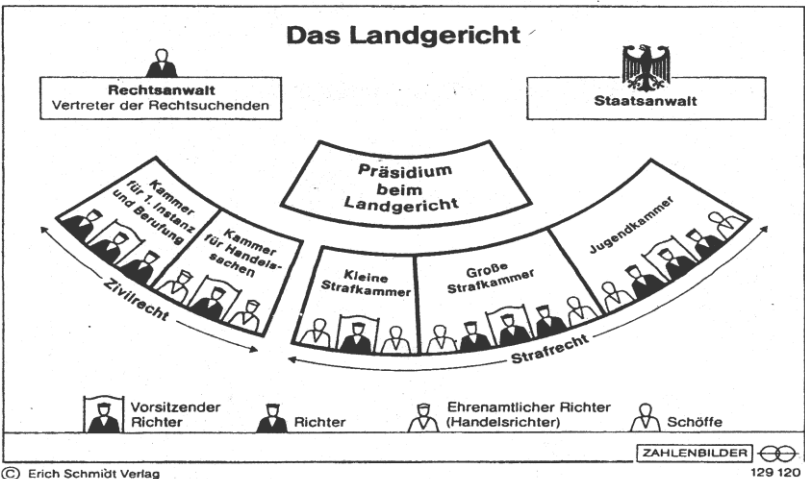 Das Landgericht
Rechtsanwalt
Vertreter der Rechtsuchenden
Staatsanwalt
Präsidium
beim
Landgericht
Kammer
für 1. Instanz
und Berufung
Kammer
für Handels-
sachen
Kleine
Strafkammer
Große
Strafkammer
Jugendkammer
Zivilrecht
Strafrecht
Vorsitzender
Richter
Richter
Ehrenamtlicher Richter
(Handelsrichter)
Schöffe
ZAHLENBILDER
© Erich Schmidt Verlag
129 120